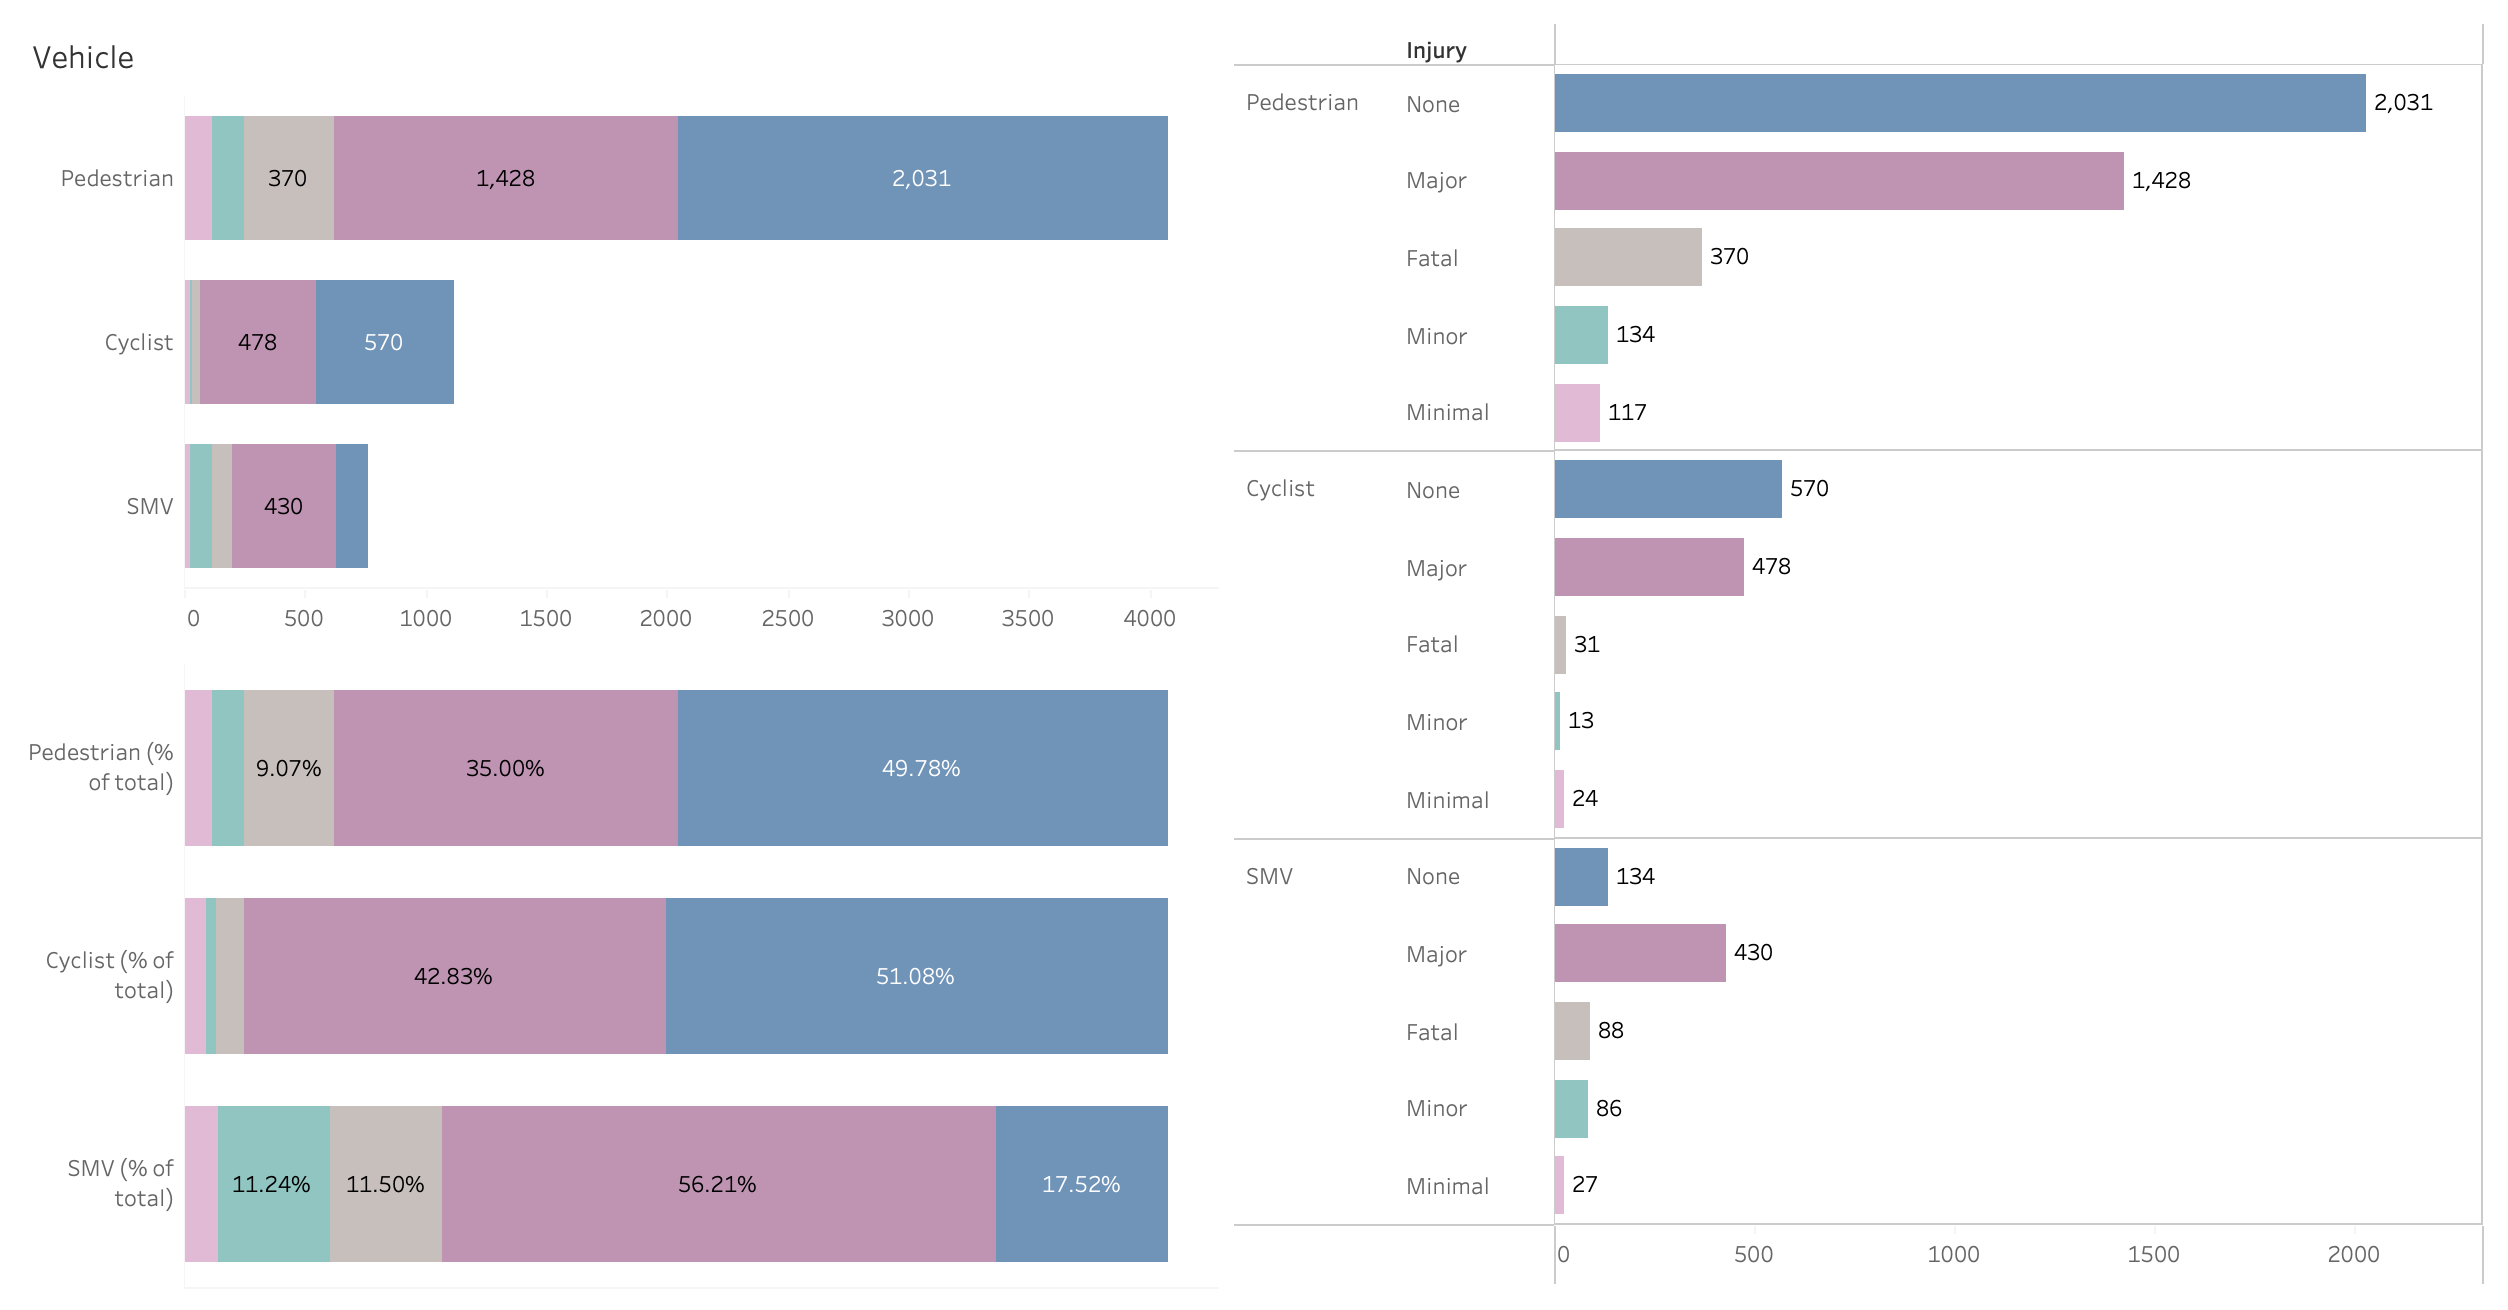 Vehicle
Pedestrian 370 1,428 2,031
Cyclist 478 570
SMV 430
0 500 1000 1500 2000 2500 3000 3500 4000
Pedestrian (%
of total)
9.07% 35.00% 49.78%
Cyclist (% of
total)
42.83% 51.08%
SMV (% of
total)
11.24% 11.50% 56.21% 17.52%
Injury
Pedestrian None 2,031
Major 1,428
Fatal 370
Minor 134
Minimal 117
Cyclist None 570
Major 478
Fatal 31
Minor 13
Minimal 24
SMV None 134
Major 430
Fatal 88
Minor 86
Minimal 27
0 500 1000 1500 2000